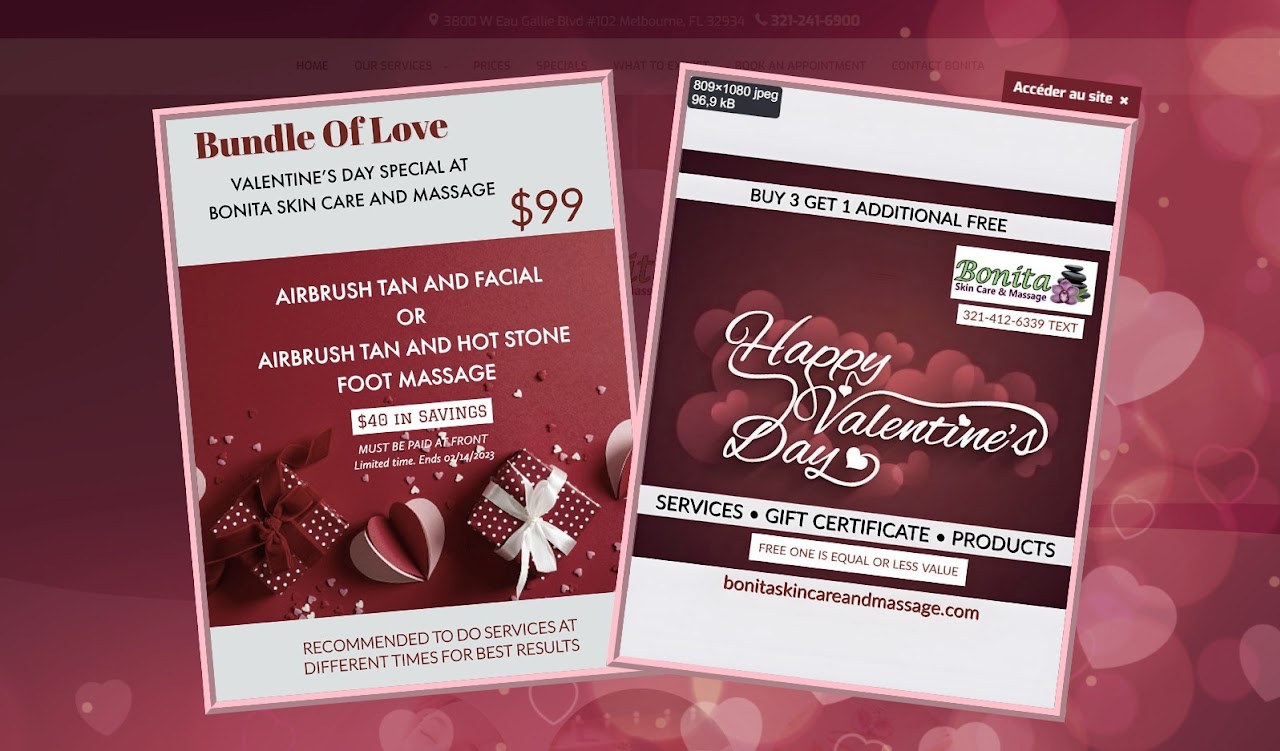 3800 W Eau Gallie Blvd #102 Melbourne, FL 32934 321-241-6900
HOME OUR SERVICES PRICES SPECIALS WHAT TO EXPECT BOOK AN APPOINTMENT CONTACT BONITA
Accéder au site ×
Bundle Of Love
VALENTINE'S DAY SPECIAL AT
BONITA SKIN CARE AND MASSAGE
$99
AIRBRUSH TAN AND FACIAL
OR
AIRBRUSH TAN AND HOT STONE
FOOT MASSAGE
$40 IN SAVINGS
MUST BE PAID AT FRONT
Limited time. Ends 02/14/2023
RECOMMENDED TO DO SERVICES AT
DIFFERENT TIMES FOR BEST RESULTS
809×1080 jpeg
96,9 kB
BUY 3 GET 1 ADDITIONAL FREE
Bonita
Skin Care & Massage
321-412-6339 TEXT
Happy
Valentine's
Day
SERVICES • GIFT CERTIFICATE • PRODUCTS
FREE ONE IS EQUAL OR LESS VALUE
bonitaskincareandmassage.com